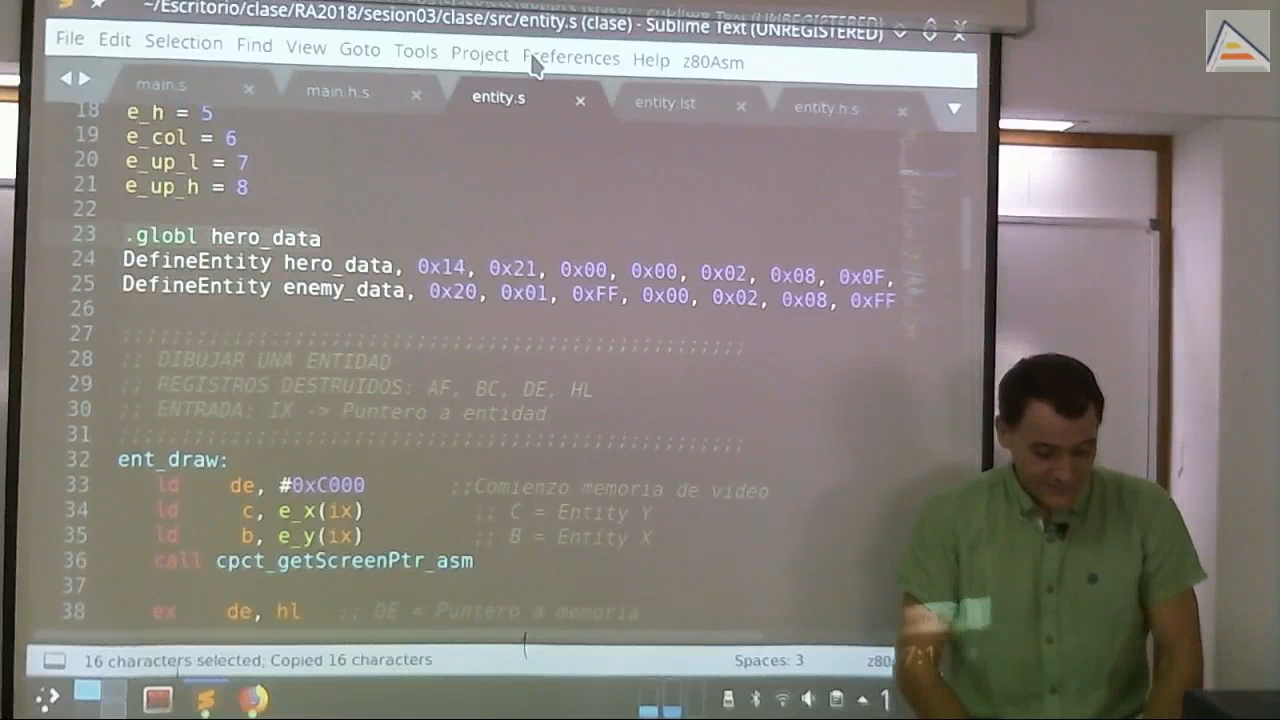 ~/Escritorio/clase/RA2018/sesion03/clase/src/entity.s (clase) - Sublime Text (UNREGISTERED)
File Edit Selection Find View Goto Tools Project Preferences Help z80Asm
main.s main.h.s entity.s entity.lst entity.h.s
18 e_h = 5
19 e_col = 6
20 e_up_l = 7
21 e_up_h = 8
22
23 .globl hero_data
24 DefineEntity hero_data, 0x14, 0x21, 0x00, 0x00, 0x02, 0x08, 0x0F,
25 DefineEntity enemy_data, 0x20, 0x01, 0xFF, 0x00, 0x02, 0x08, 0xFF
26
27 ;;;;;;;;;;;;;;;;;;;;;;;;;;;;;;;;;;;;;;;;;;;;;;;;;;;;;
28 ;; DIBUJAR UNA ENTIDAD
29 ;; REGISTROS DESTRUIDOS: AF, BC, DE, HL
30 ;; ENTRADA: IX -> Puntero a entidad
31 ;;;;;;;;;;;;;;;;;;;;;;;;;;;;;;;;;;;;;;;;;;;;;;;;;;;;;
32 ent_draw:
33 ld de, #0xC000 ;;Comienzo memoria de video
34 ld c, e_x(ix) ;; C = Entity Y
35 ld b, e_y(ix) ;; B = Entity X
36 call cpct_getScreenPtr_asm
37
38 ex de, hl ;; DE = Puntero a memoria
16 characters selected; Copied 16 characters Spaces: 3 z80